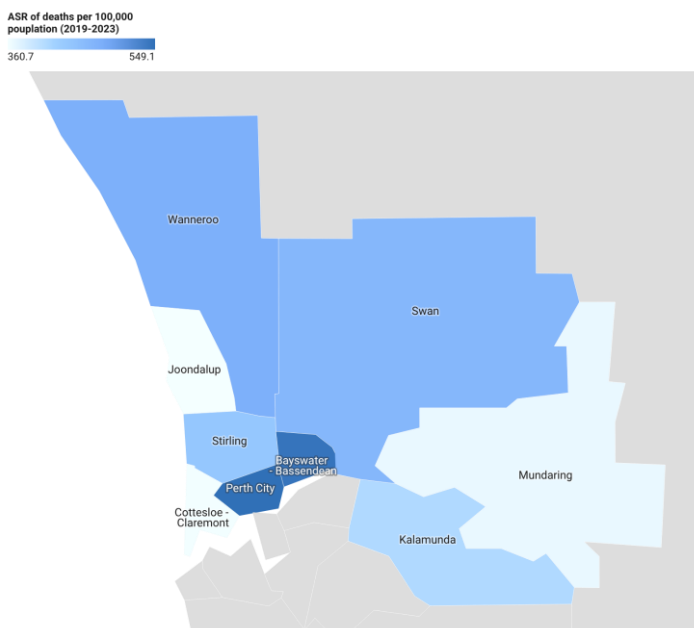 ASR of deaths per 100,000
pouplation (2019-2023)
360.7 549.1
Wanneroo
Swan
Joondalup
Stirling
Bayswater
- Bassendean
Mundaring
Perth City
Cottesloe -
Claremont
Kalamunda